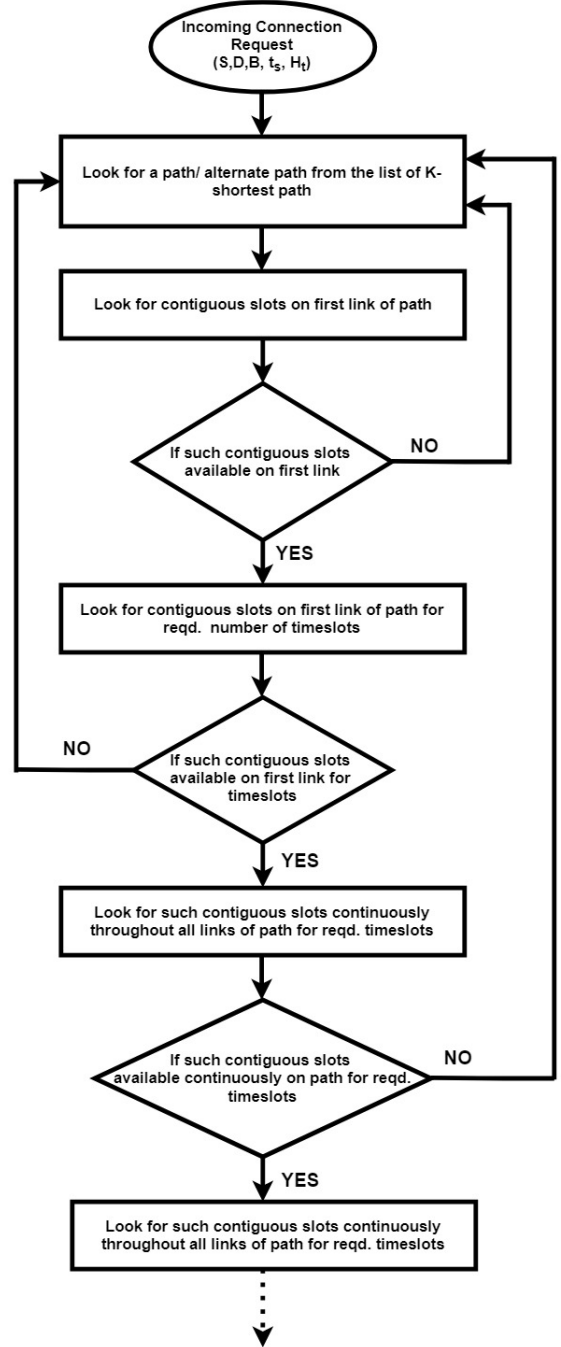 Incoming Connection
Request
(S,D,B, tₛ, Hₜ)
Look for a path/ alternate path from the list of K-
shortest path
Look for contiguous slots on first link of path
If such contiguous slots
available on first link
NO
YES
Look for contiguous slots on first link of path for
reqd. number of timeslots
If such contiguous slots
available on first link for
timeslots
NO
YES
Look for such contiguous slots continuously
throughout all links of path for reqd. timeslots
If such contiguous slots
available continuously on path for reqd.
timeslots
NO
YES
Look for such contiguous slots continuously
throughout all links of path for reqd. timeslots